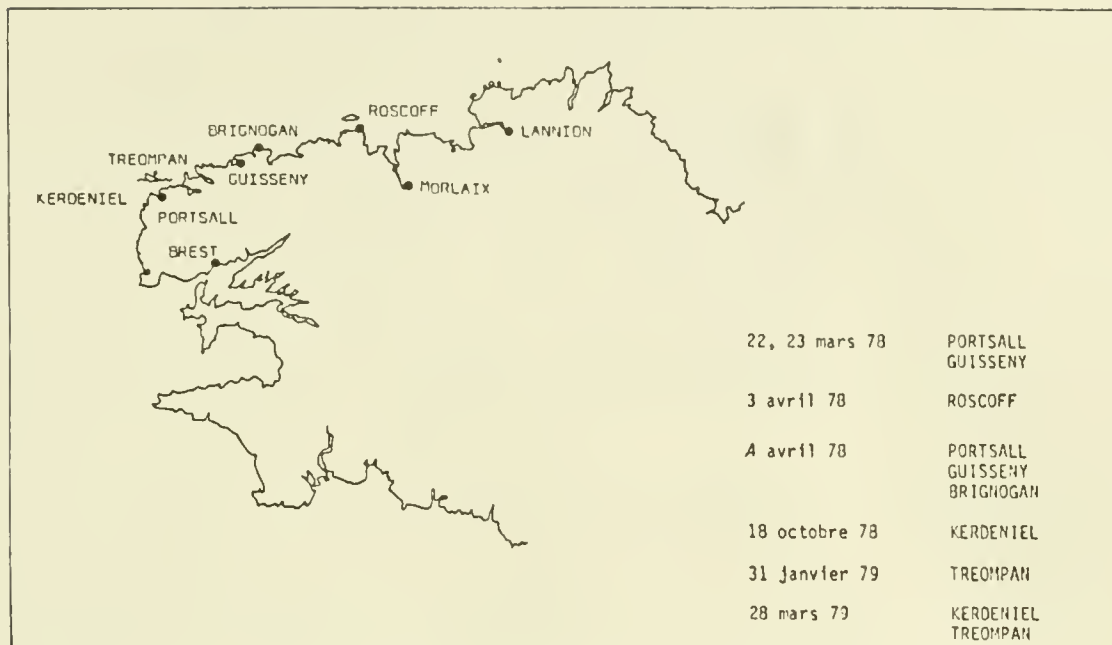 ROSCOFF
BRIGNOGAN
LANNION
TREOMPAN
GUISSENY
MORLAIX
KERDENIEL
PORTSALL
BREST
22, 23 mars 78 PORTSALL
GUISSENY
3 avril 78 ROSCOFF
A avril 78 PORTSALL
GUISSENY
BRIGNOGAN
18 octobre 78 KERDENIEL
31 janvier 79 TREOMPAN
28 mars 79 KERDENIEL
TREOMPAN